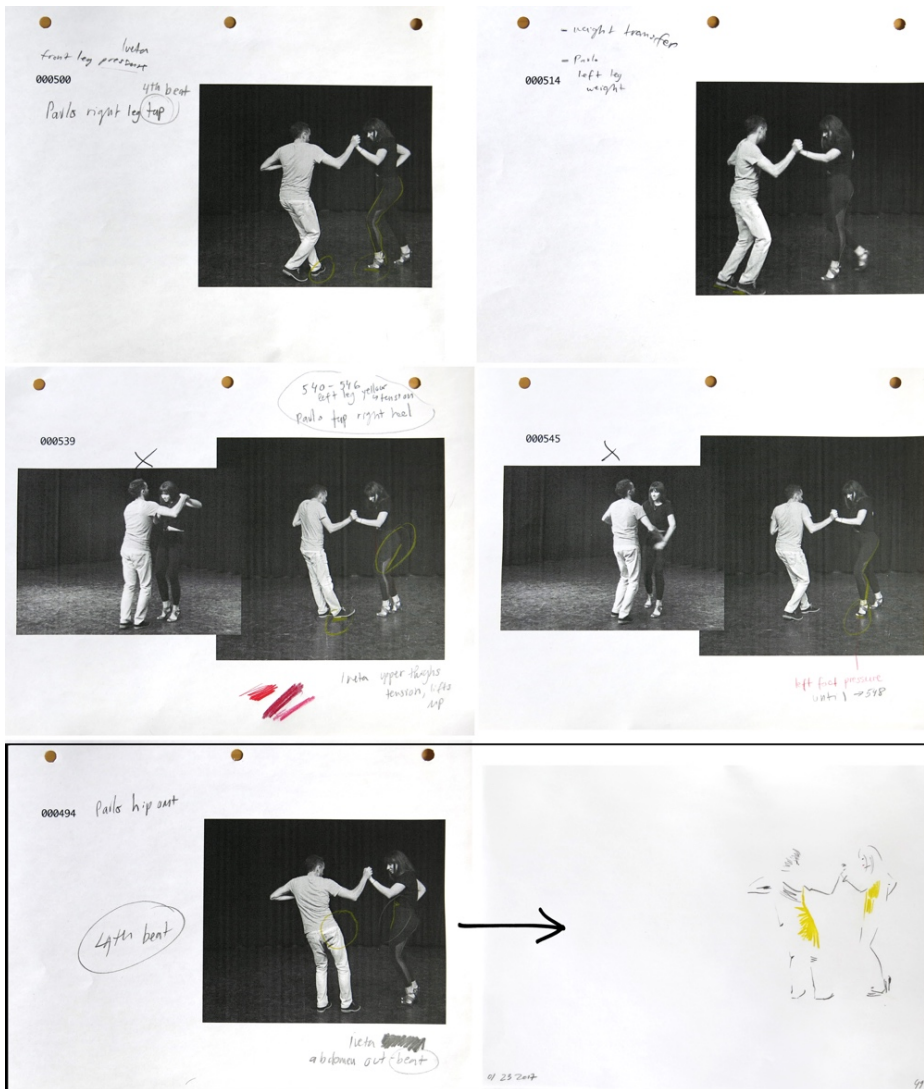 Iveta
front leg pressure
000500
4th beat
Pavlo right leg tap
- weight transfer
- Pavlo
000514 left leg
weight
540-546
left leg yellow
tension
Pavlo tap right heel
000539
X
Iveta upper thighs
tension, lifts
up
000545
X
left foot pressure
until → 548
000494 Pavlo hip out
4th beat
Iveta
abdomen out - beat
11 23 2017